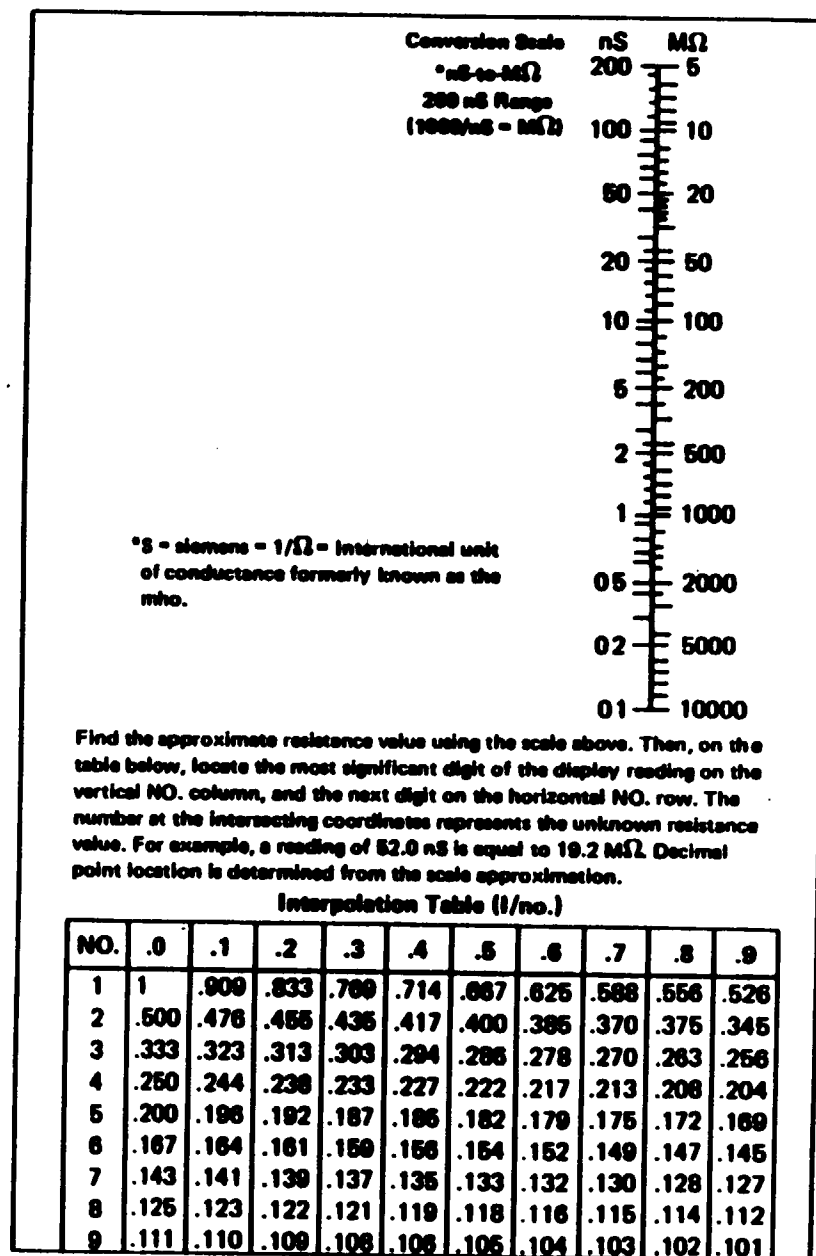 Conversion Scale nS MΩ
*nS-to-MΩ 200 5
200 nS Range
(1000/nS = MΩ) 100 10
50 20
20 50
10 100
5 200
2 500
1 1000
*S = siemens = 1/Ω = International unit
of conductance formerly known as the
mho.
05 2000
02 5000
01 10000
Find the approximate resistance value using the scale above. Then, on the
table below, locate the most significant digit of the display reading on the
vertical NO. column, and the next digit on the horizontal NO. row. The
number at the intersecting coordinates represents the unknown resistance
value. For example, a reading of 52.0 nS is equal to 19.2 MΩ. Decimal
point location is determined from the scale approximation.
Interpolation Table (1/no.)
NO. .0 .1 .2 .3 .4 .5 .6 .7 .8 .9
1 1 .909 .833 .769 .714 .667 .625 .588 .556 .526
2 .500 .476 .455 .435 .417 .400 .385 .370 .375 .345
3 .333 .323 .313 .303 .294 .286 .278 .270 .263 .256
4 .250 .244 .238 .233 .227 .222 .217 .213 .208 .204
5 .200 .196 .192 .187 .185 .182 .179 .175 .172 .169
6 .167 .164 .161 .159 .156 .154 .152 .149 .147 .145
7 .143 .141 .139 .137 .135 .133 .132 .130 .128 .127
8 .125 .123 .122 .121 .119 .118 .116 .115 .114 .112
9 .111 .110 .109 .108 .106 .105 .104 .103 .102 .101